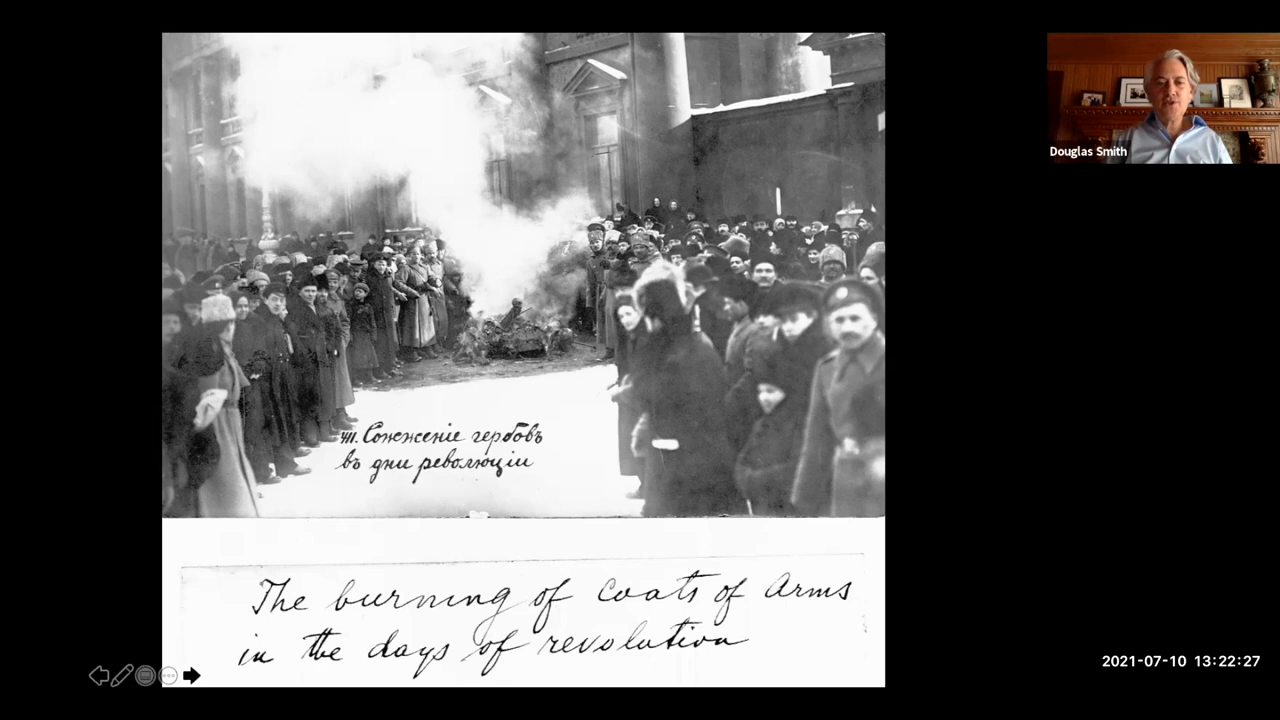 Douglas Smith
411. Сожженіе гербовъ
въ дни революціи
The burning of Coats of Arms
in the days of revolution
2021-07-10 13:22:27